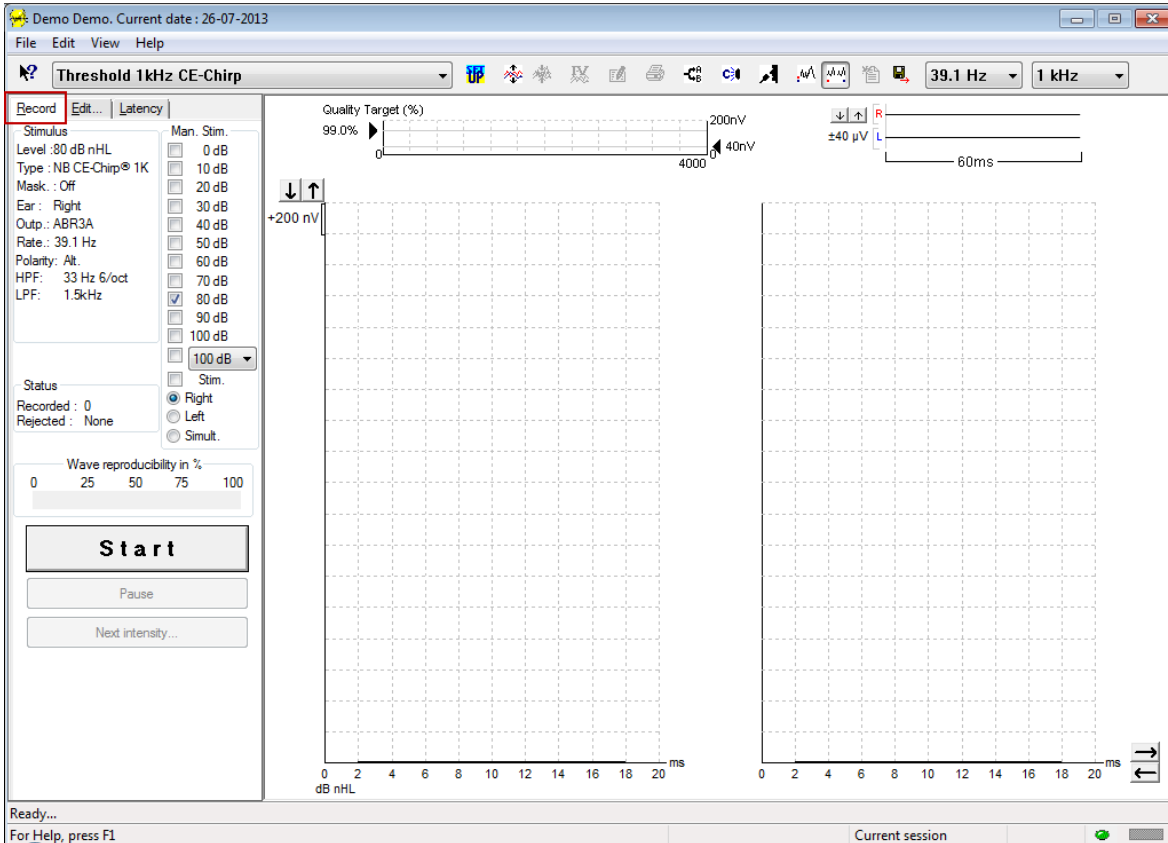 Demo Demo. Current date : 26-07-2013
File Edit View Help
Threshold 1kHz CE-Chirp
39.1 Hz
1 kHz
Record Edit... Latency
Stimulus
Level :80 dB nHL
Type : NB CE-Chirp® 1K
Mask. : Off
Ear : Right
Outp.: ABR3A
Rate.: 39.1 Hz
Polarity: Alt.
HPF: 33 Hz 6/oct
LPF: 1.5kHz
Man. Stim.
0 dB
10 dB
20 dB
30 dB
40 dB
50 dB
60 dB
70 dB
80 dB
90 dB
100 dB
100 dB
Stim.
Right
Left
Simult.
Status
Recorded : 0
Rejected : None
Wave reproducibility in %
0 25 50 75 100
Start
Pause
Next intensity...
Quality Target (%)
99.0%
0
4000
200nV
40nV
0
R
±40 µV L
60ms
+200 nV
0 2 4 6 8 10 12 14 16 18 20 ms
dB nHL
0 2 4 6 8 10 12 14 16 18 20 ms
Ready...
For Help, press F1
Current session